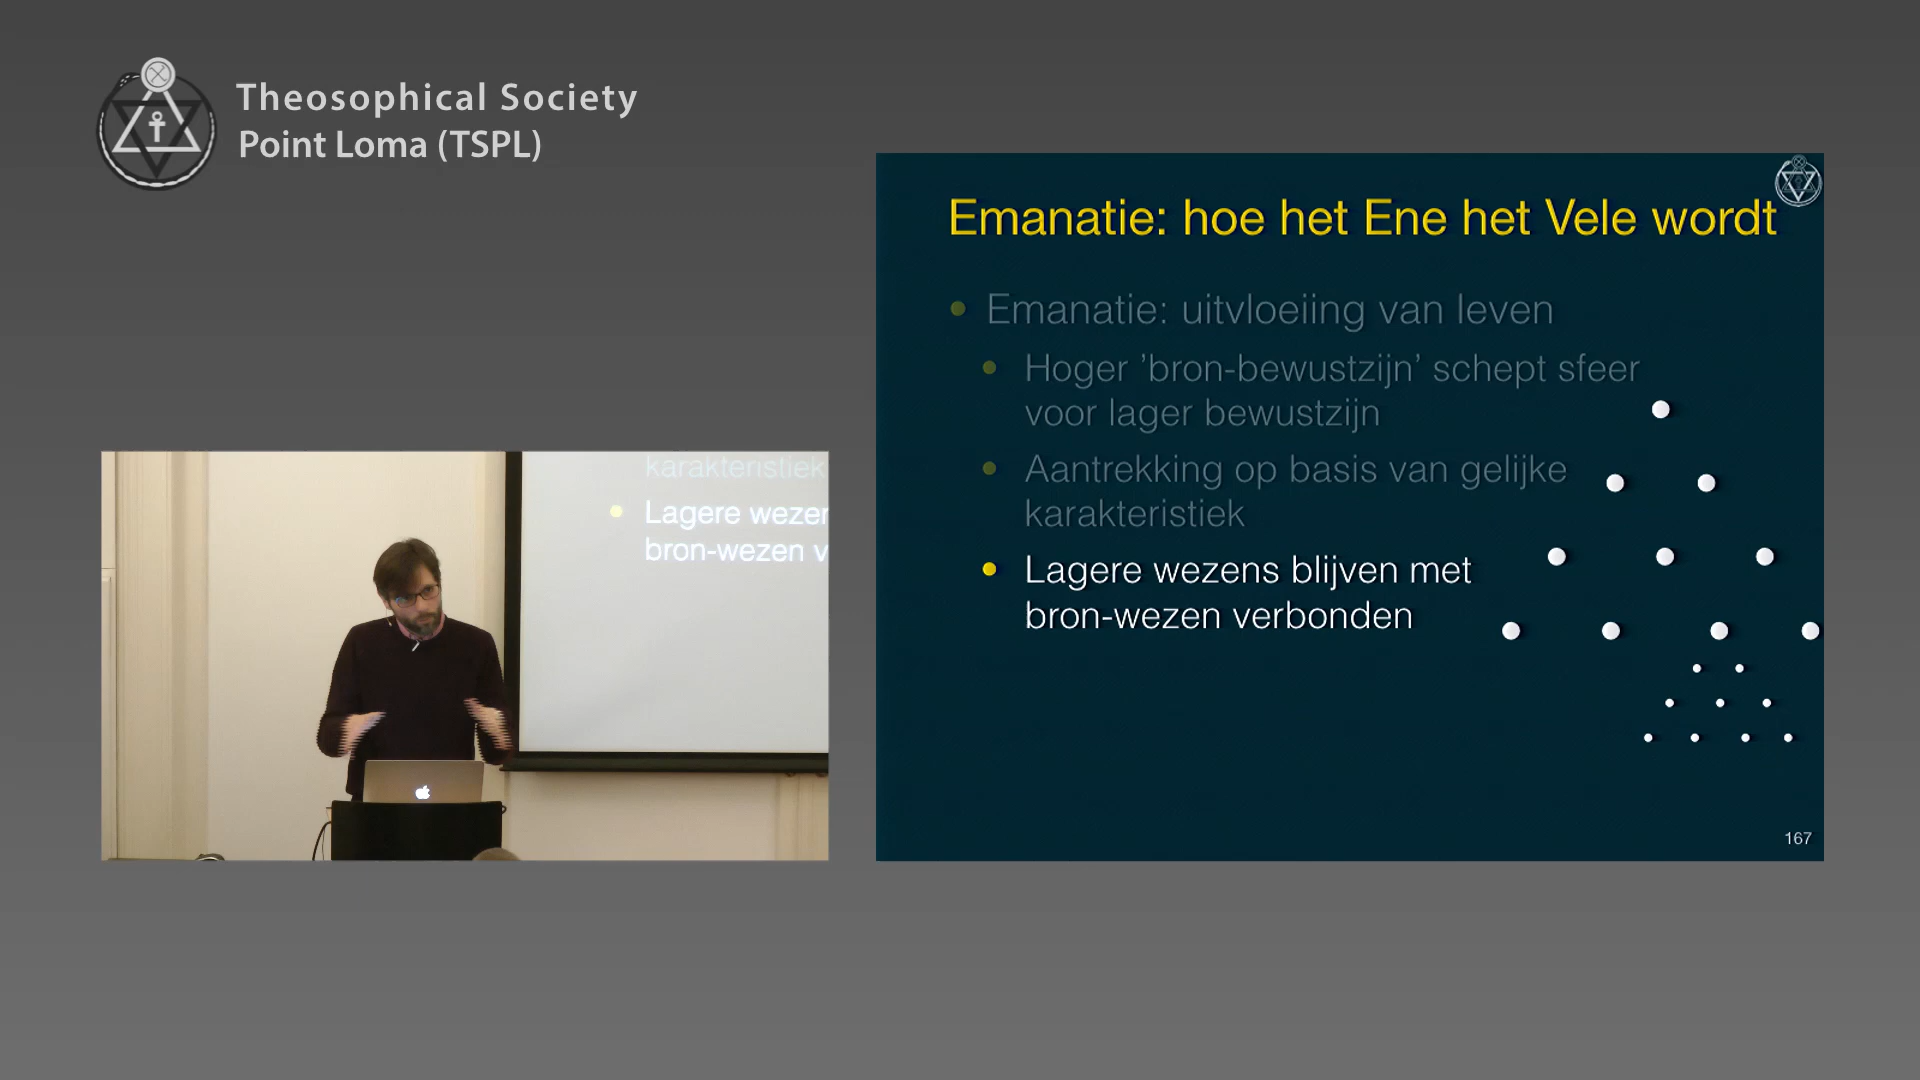 Theosophical Society
Point Loma (TSPL)
Emanatie: hoe het Ene het Vele wordt
Emanatie: uitvloeiing van leven
Hoger ’bron-bewustzijn’ schept sfeer
voor lager bewustzijn
Aantrekking op basis van gelijke
karakteristiek
Lagere wezens blijven met
bron-wezen verbonden
167
karakteristiek
Lagere wezen
bron-wezen v